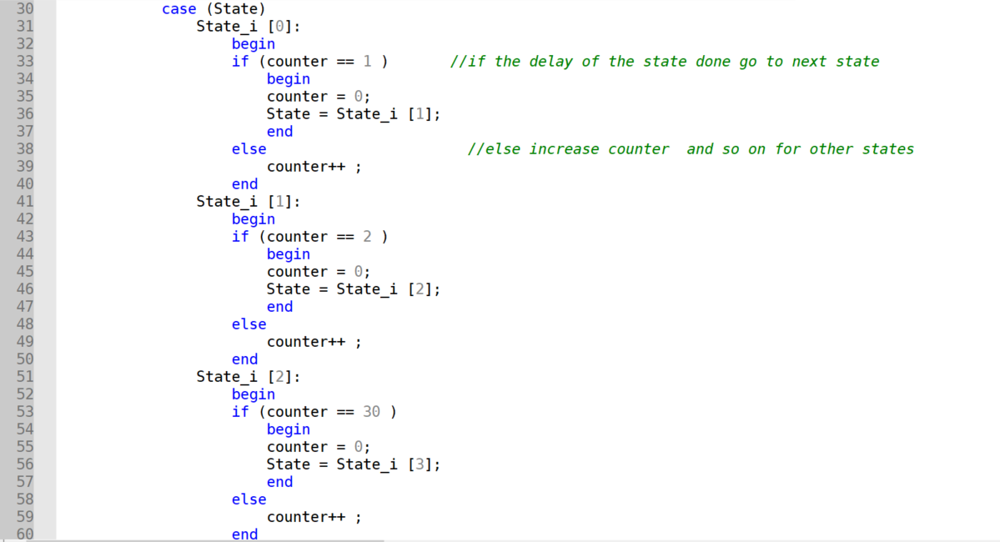 30 case (State)
31 State_i [0]:
32 begin
33 if (counter == 1 ) //if the delay of the state done go to next state
34 begin
35 counter = 0;
36 State = State_i [1];
37 end
38 else //else increase counter  and so on for other states
39 counter++ ;
40 end
41 State_i [1]:
42 begin
43 if (counter == 2 )
44 begin
45 counter = 0;
46 State = State_i [2];
47 end
48 else
49 counter++ ;
50 end
51 State_i [2]:
52 begin
53 if (counter == 30 )
54 begin
55 counter = 0;
56 State = State_i [3];
57 end
58 else
59 counter++ ;
60 end